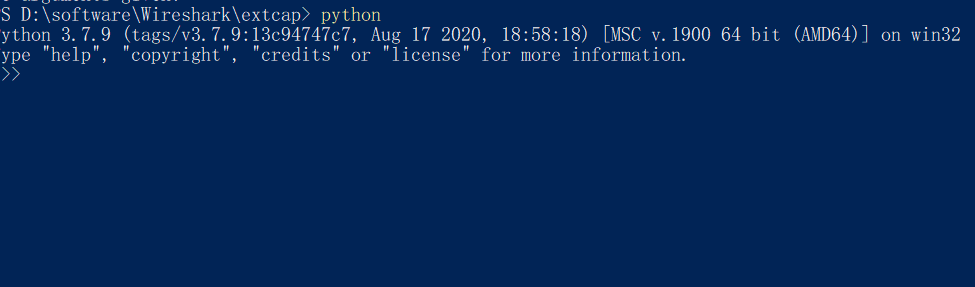 S D:\software\Wireshark\extcap> python
ython 3.7.9 (tags/v3.7.9:13c94747c7, Aug 17 2020, 18:58:18) [MSC v.1900 64 bit (AMD64)] on win32
ype "help", "copyright", "credits" or "license" for more information.
>>